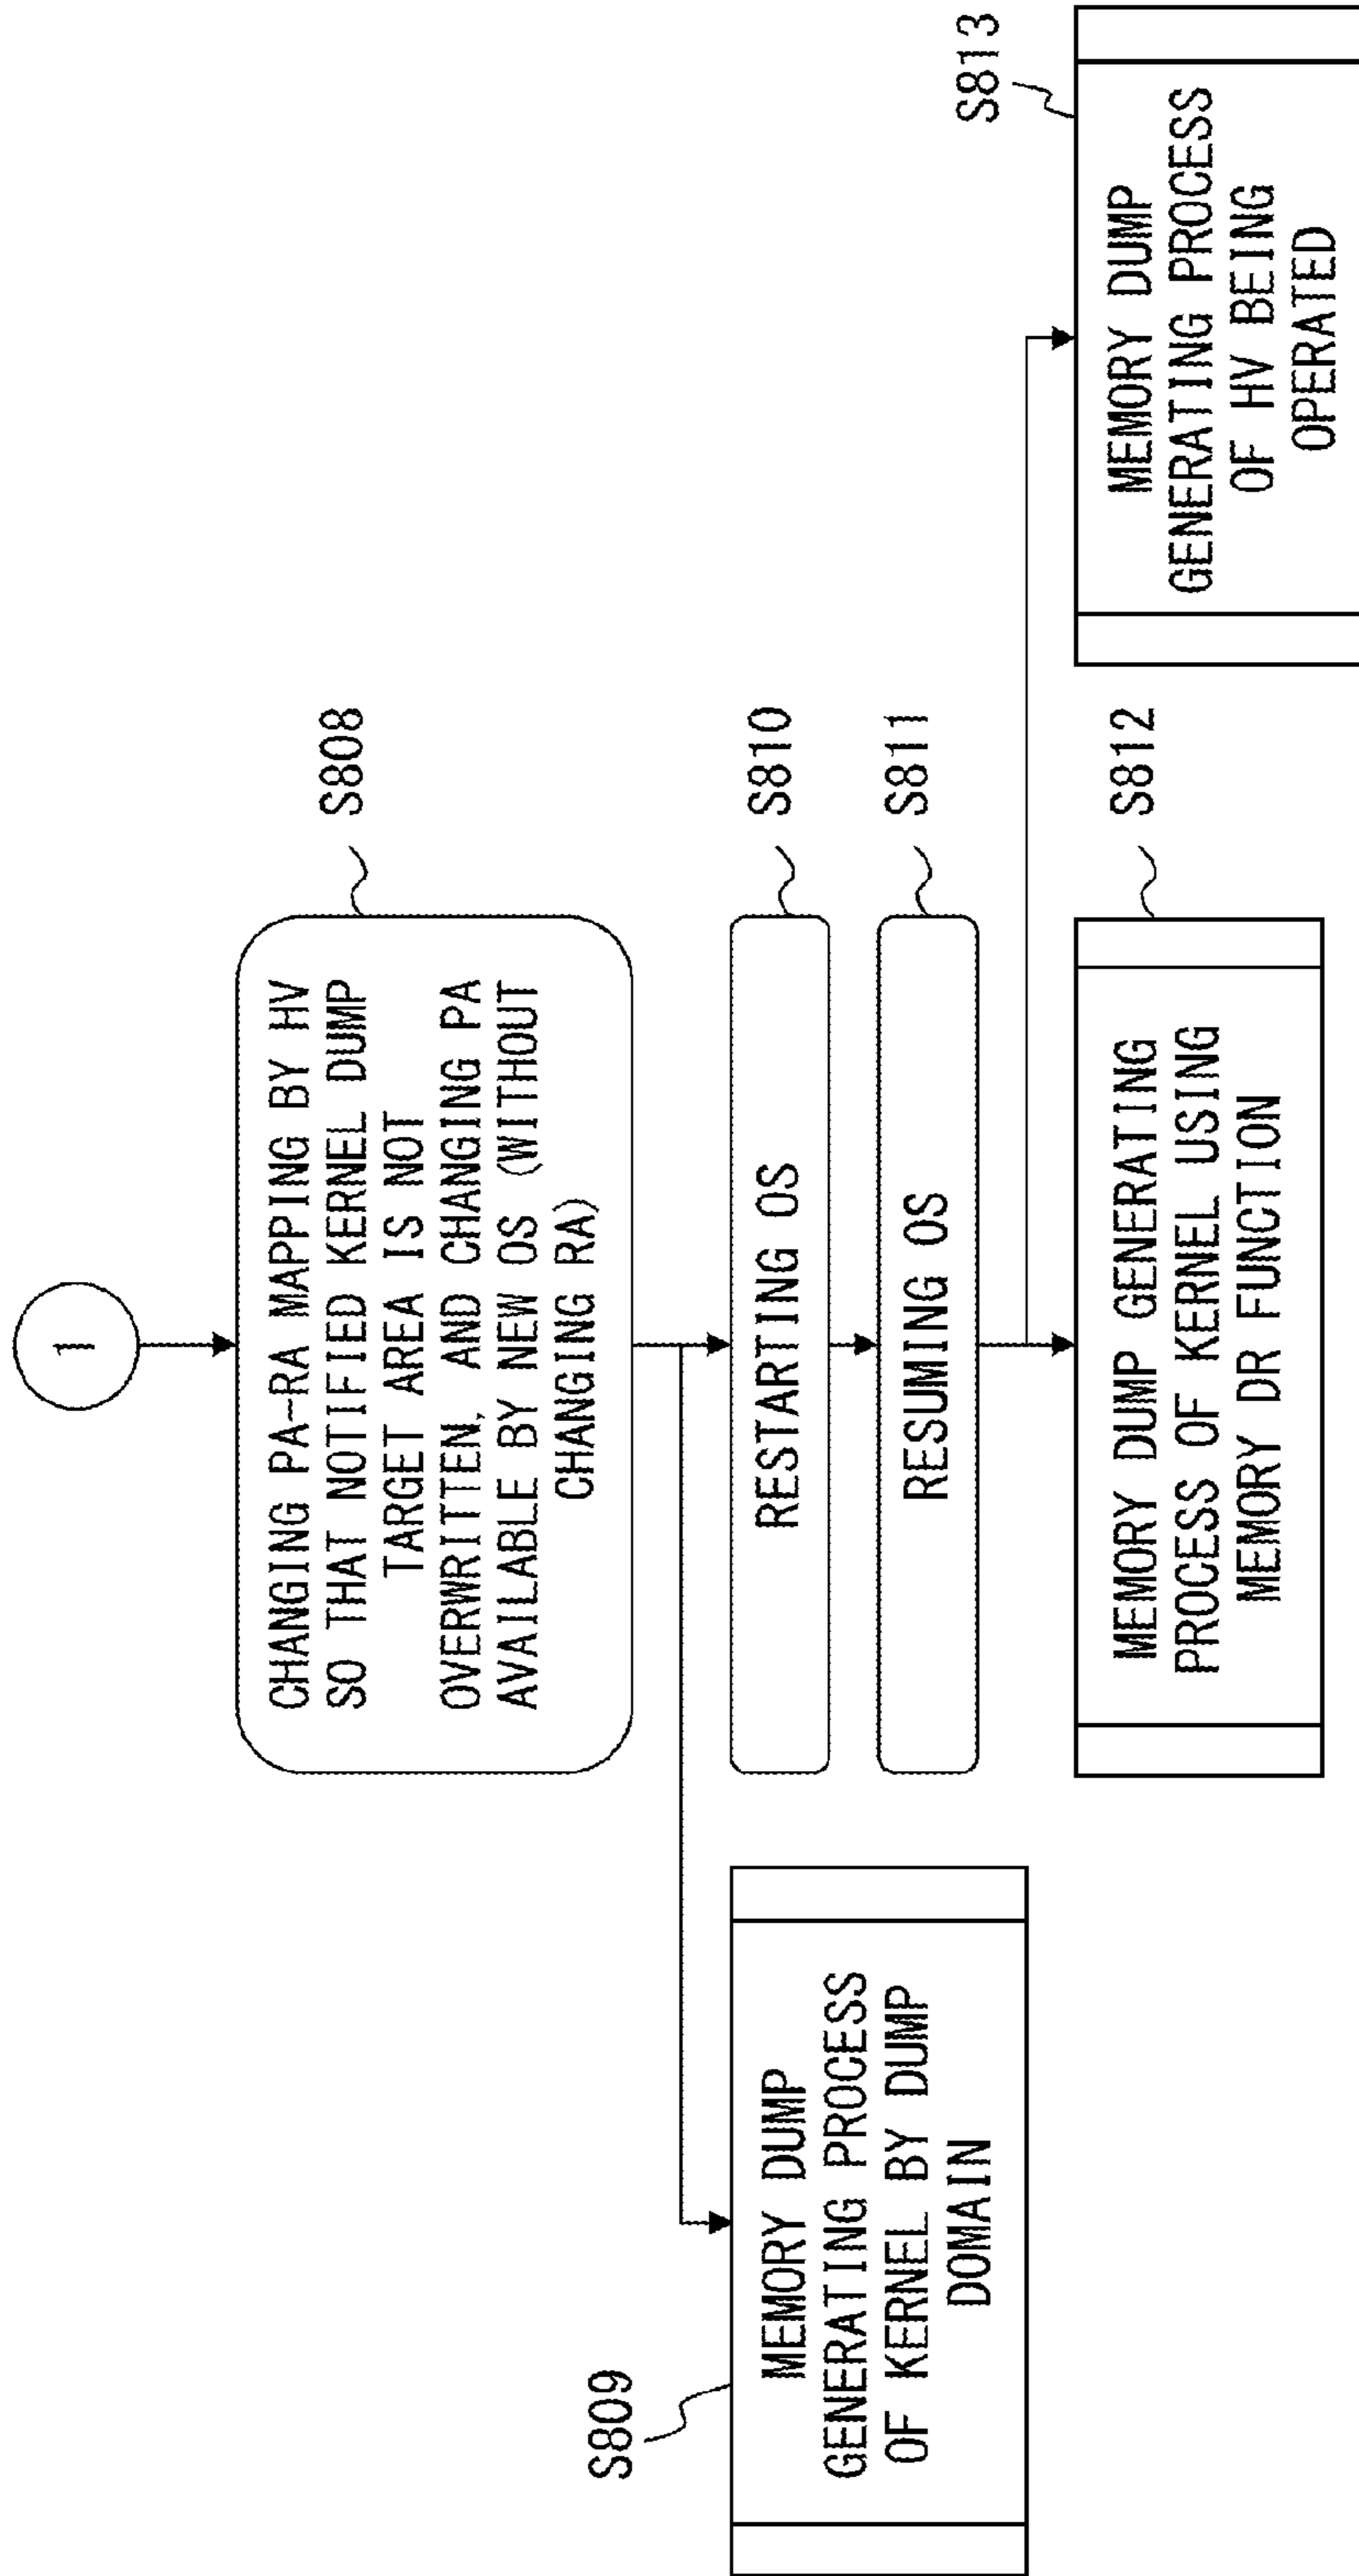 1
S808
CHANGING PA-RA MAPPING BY HV
SO THAT NOTIFIED KERNEL DUMP
TARGET AREA IS NOT
OVERWRITTEN, AND CHANGING PA
AVAILABLE BY NEW OS (WITHOUT
CHANGING RA)
S809
MEMORY DUMP
GENERATING PROCESS
OF KERNEL BY DUMP
DOMAIN
S810
RESTARTING OS
S811
RESUMING OS
S812
MEMORY DUMP GENERATING
PROCESS OF KERNEL USING
MEMORY DR FUNCTION
S813
MEMORY DUMP
GENERATING PROCESS
OF HV BEING
OPERATED